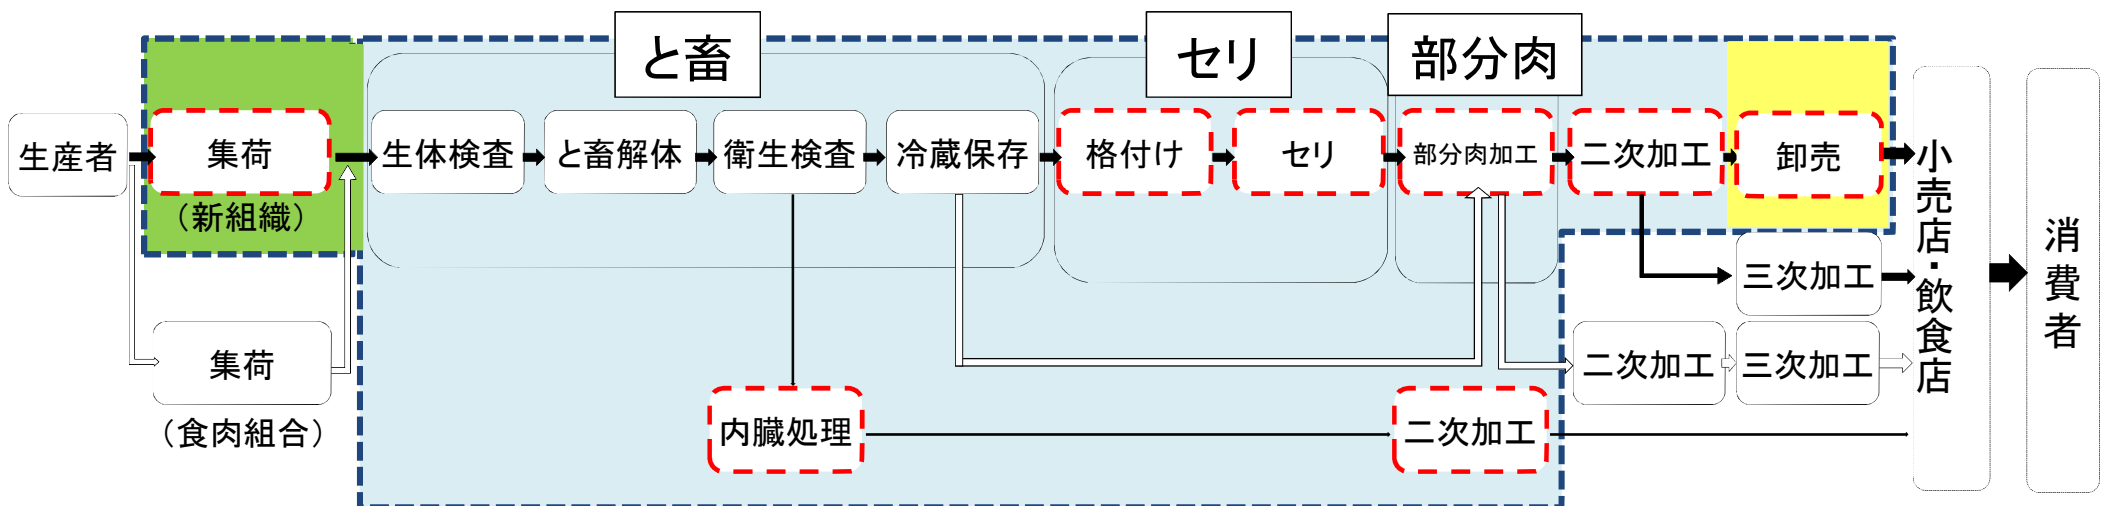 と畜
セリ
部分肉
生産者
集荷
(新組織)
生体検査
と畜解体
衛生検査
冷蔵保存
格付け
セリ
部分肉加工
二次加工
卸売
小売店・飲食店
消費者
三次加工
集荷
(食肉組合)
二次加工
三次加工
内臓処理
二次加工